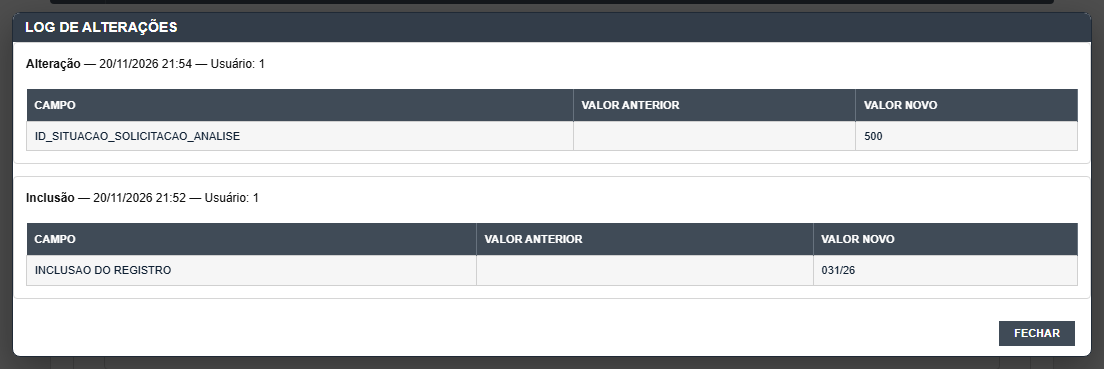 LOG DE ALTERAÇÕES
Alteração — 20/11/2026 21:54 — Usuário: 1
CAMPO VALOR ANTERIOR VALOR NOVO
ID_SITUACAO_SOLICITACAO_ANALISE 500
Inclusão — 20/11/2026 21:52 — Usuário: 1
CAMPO VALOR ANTERIOR VALOR NOVO
INCLUSAO DO REGISTRO 031/26
FECHAR